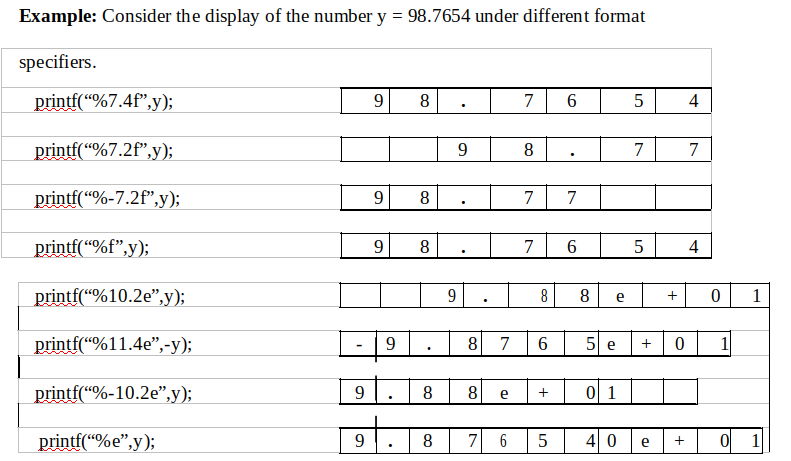 Example: Consider the display of the number y = 98.7654 under different format
specifiers.
printf(“%7.4f”,y); 9 8 . 7 6 5 4
printf(“%7.2f”,y); 9 8 . 7 7
printf(“%-7.2f”,y); 9 8 . 7 7
printf(“%f”,y); 9 8 . 7 6 5 4
printf(“%10.2e”,y); 9 . 8 8 e + 0 1
printf(“%11.4e”,-y); - 9 . 8 7 6 5 e + 0 1
printf(“%-10.2e”,y); 9 . 8 8 e + 0 1
printf(“%e”,y); 9 . 8 7 6 5 4 0 e + 0 1